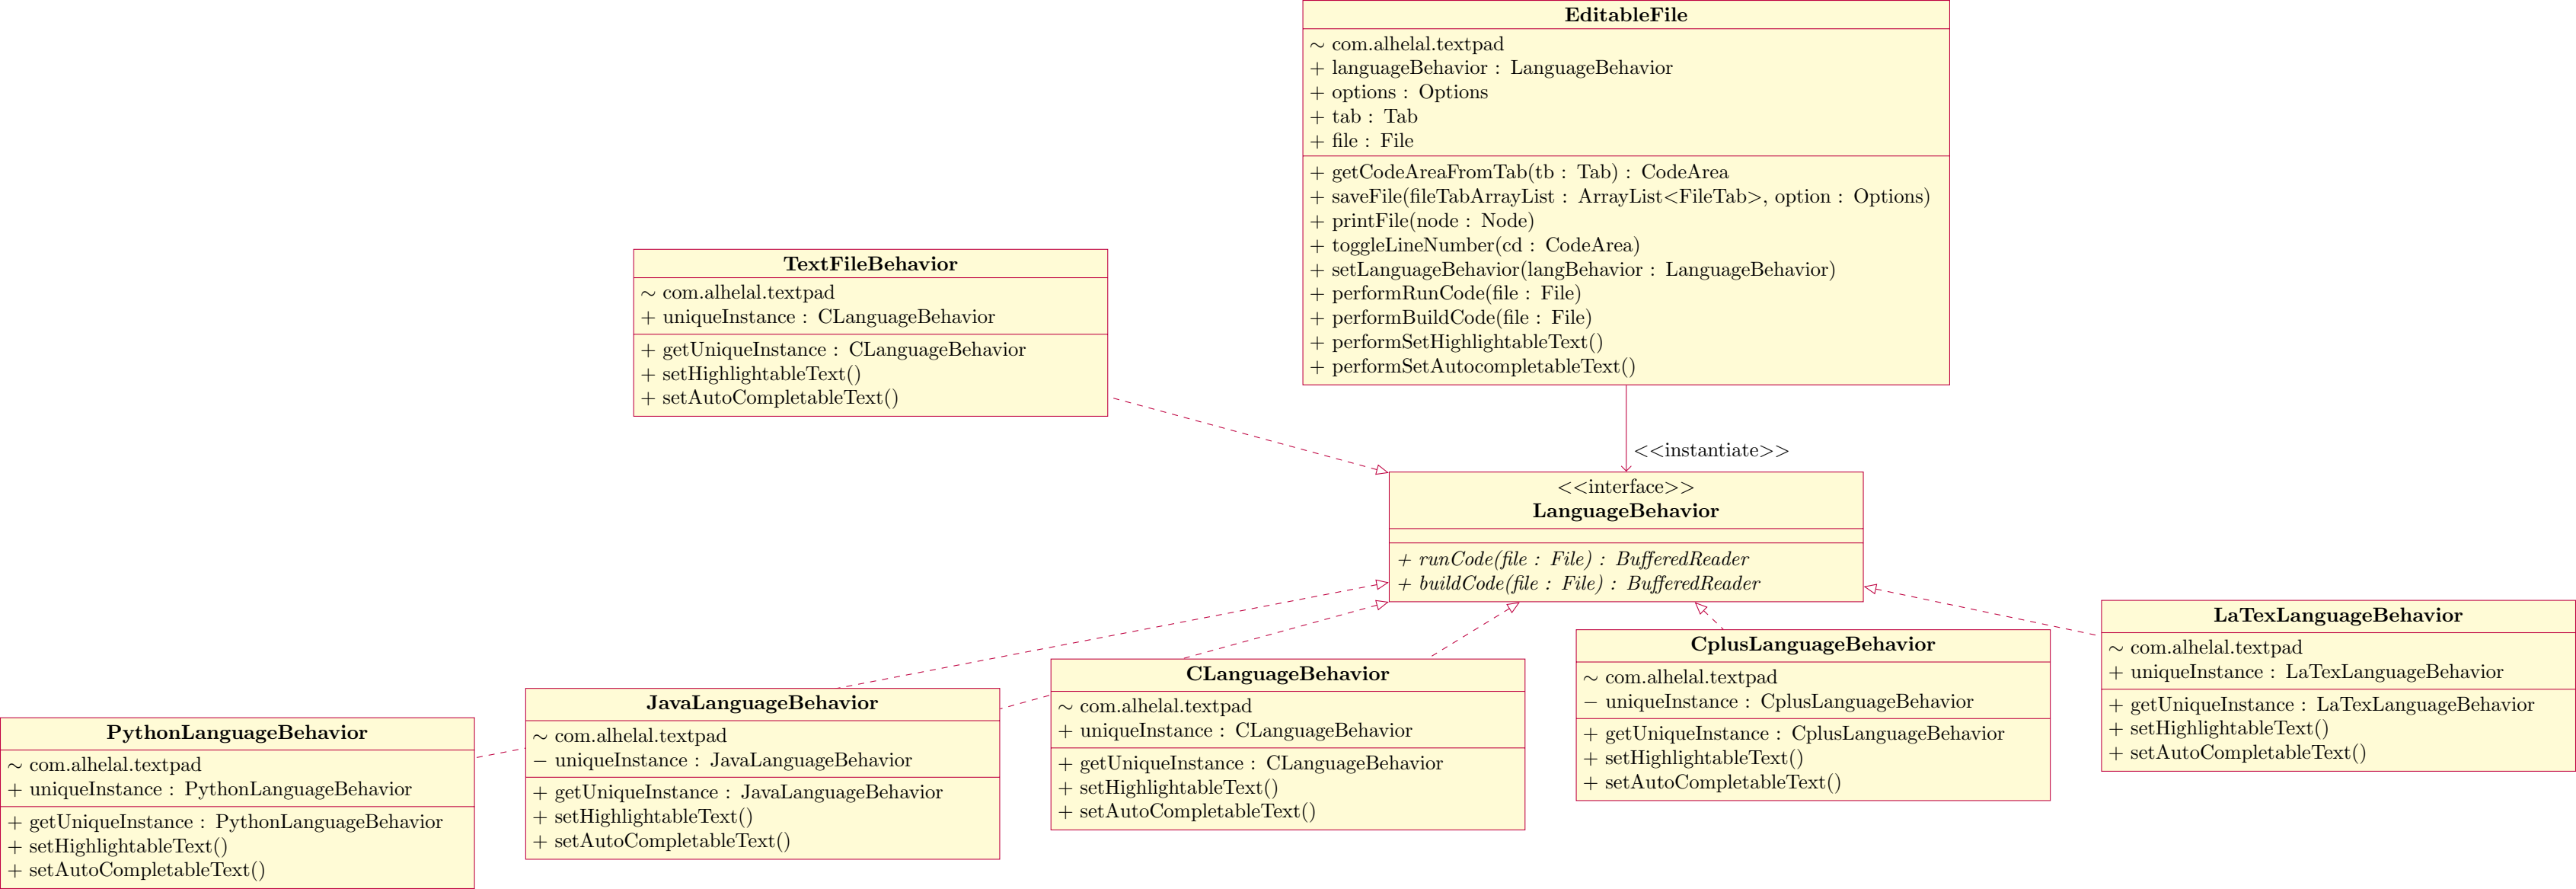 EditableFile
∼ com.alhelal.textpad
+ languageBehavior : LanguageBehavior
+ options : Options
+ tab : Tab
+ file : File
+ getCodeAreaFromTab(tb : Tab) : CodeArea
+ saveFile(fileTabArrayList : ArrayList<FileTab>, option : Options)
+ printFile(node : Node)
+ toggleLineNumber(cd : CodeArea)
+ setLanguageBehavior(langBehavior : LanguageBehavior)
+ performRunCode(file : File)
+ performBuildCode(file : File)
+ performSetHighlightableText()
+ performSetAutocompletableText()
TextFileBehavior
∼ com.alhelal.textpad
+ uniqueInstance : CLanguageBehavior
+ getUniqueInstance : CLanguageBehavior
+ setHighlightableText()
+ setAutoCompletableText()
<<instantiate>>
<<interface>>
LanguageBehavior
+ runCode(file : File) : BufferedReader
+ buildCode(file : File) : BufferedReader
PythonLanguageBehavior
∼ com.alhelal.textpad
+ uniqueInstance : PythonLanguageBehavior
+ getUniqueInstance : PythonLanguageBehavior
+ setHighlightableText()
+ setAutoCompletableText()
JavaLanguageBehavior
∼ com.alhelal.textpad
− uniqueInstance : JavaLanguageBehavior
+ getUniqueInstance : JavaLanguageBehavior
+ setHighlightableText()
+ setAutoCompletableText()
CLanguageBehavior
∼ com.alhelal.textpad
+ uniqueInstance : CLanguageBehavior
+ getUniqueInstance : CLanguageBehavior
+ setHighlightableText()
+ setAutoCompletableText()
CplusLanguageBehavior
∼ com.alhelal.textpad
− uniqueInstance : CplusLanguageBehavior
+ getUniqueInstance : CplusLanguageBehavior
+ setHighlightableText()
+ setAutoCompletableText()
LaTexLanguageBehavior
∼ com.alhelal.textpad
+ uniqueInstance : LaTexLanguageBehavior
+ getUniqueInstance : LaTexLanguageBehavior
+ setHighlightableText()
+ setAutoCompletableText()